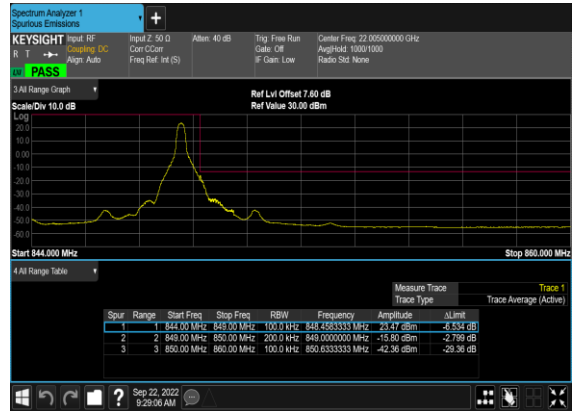 Spectrum Analyzer 1
Spurious Emissions
KEYSIGHT
R T
Input: RF
Coupling: DC
Align: Auto
Input Z: 50 Ω
Corr CCorr
Freq Ref: Int (S)
Atten: 40 dB
Trig: Free Run
Gate: Off
IF Gain: Low
Center Freq: 22.005000000 GHz
Avg|Hold: 1000/1000
Radio Std: None
PASS
3 All Range Graph
Scale/Div 10.0 dB
Ref Lvl Offset 7.60 dB
Ref Value 30.00 dBm
Log
20.0
10.0
0.00
-10.0
-20.0
-30.0
-40.0
-50.0
-60.0
Start 844.000 MHz
Stop 860.000 MHz
4 All Range Table
Measure Trace Trace 1
Trace Type Trace Average (Active)
Spur Range Start Freq Stop Freq RBW Frequency Amplitude ΔLimit
1 1 844.00 MHz 849.00 MHz 100.0 kHz 848.4583333 MHz 23.47 dBm -6.534 dB
2 2 849.00 MHz 850.00 MHz 200.0 kHz 849.0000000 MHz -15.80 dBm -2.799 dB
3 3 850.00 MHz 860.00 MHz 100.0 kHz 850.6333333 MHz -42.36 dBm -29.36 dB
?
Sep 22, 2022
9:29:06 AM